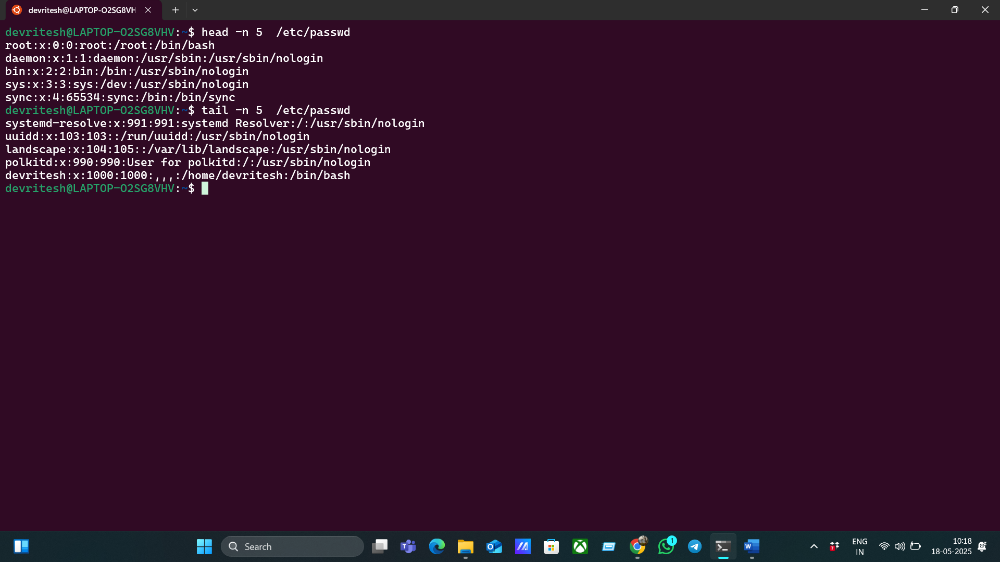 devritesh@LAPTOP-O2SG8VH
devritesh@LAPTOP-O2SG8VHV:~$ head -n 5  /etc/passwd
root:x:0:0:root:/root:/bin/bash
daemon:x:1:1:daemon:/usr/sbin:/usr/sbin/nologin
bin:x:2:2:bin:/bin:/usr/sbin/nologin
sys:x:3:3:sys:/dev:/usr/sbin/nologin
sync:x:4:65534:sync:/bin:/bin/sync
devritesh@LAPTOP-O2SG8VHV:~$ tail -n 5  /etc/passwd
systemd-resolve:x:991:991:systemd Resolver:/:/usr/sbin/nologin
uuidd:x:103:103::/run/uuidd:/usr/sbin/nologin
landscape:x:104:105::/var/lib/landscape:/usr/sbin/nologin
polkitd:x:990:990:User for polkitd:/:/usr/sbin/nologin
devritesh:x:1000:1000:,,,:/home/devritesh:/bin/bash
devritesh@LAPTOP-O2SG8VHV:~$
Search
1
7
ENG
IN
10:18
18-05-2025